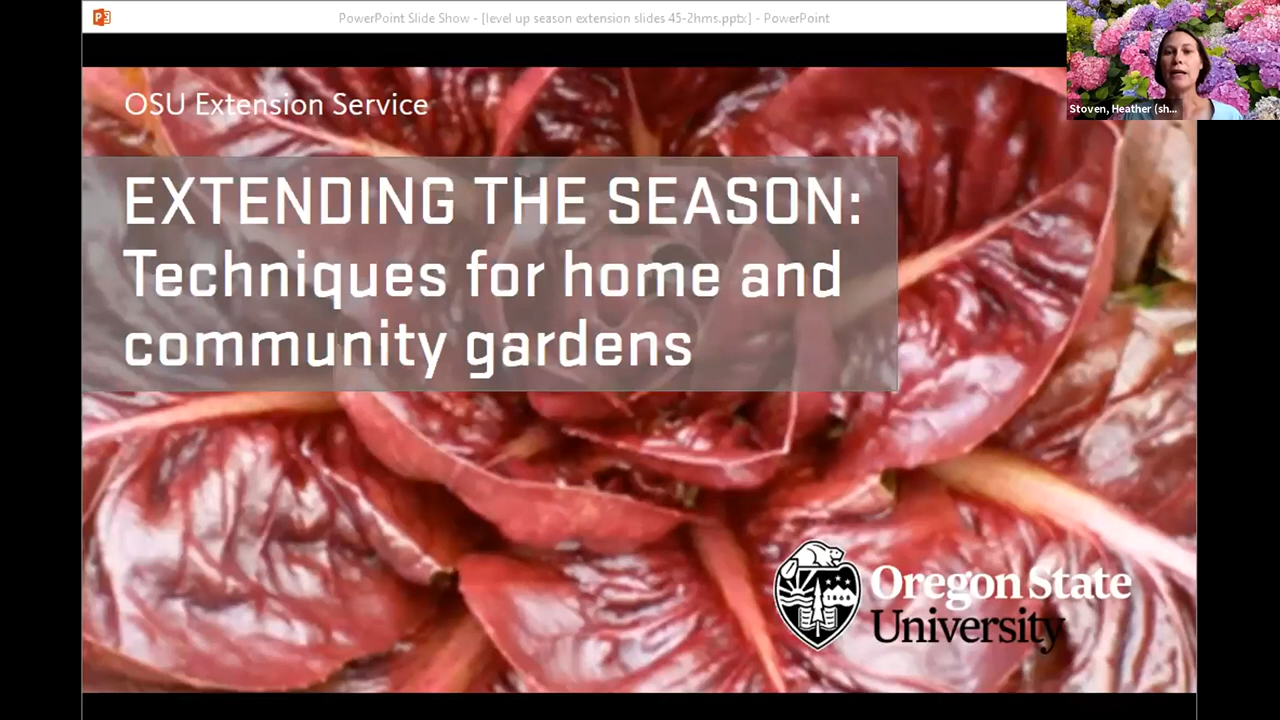 PowerPoint Slide Show - [level up season extension slides 45-2hms.pptx] - PowerPoint
Stoven, Heather (sh...
OSU Extension Service
EXTENDING THE SEASON:
Techniques for home and
community gardens
Oregon State
University